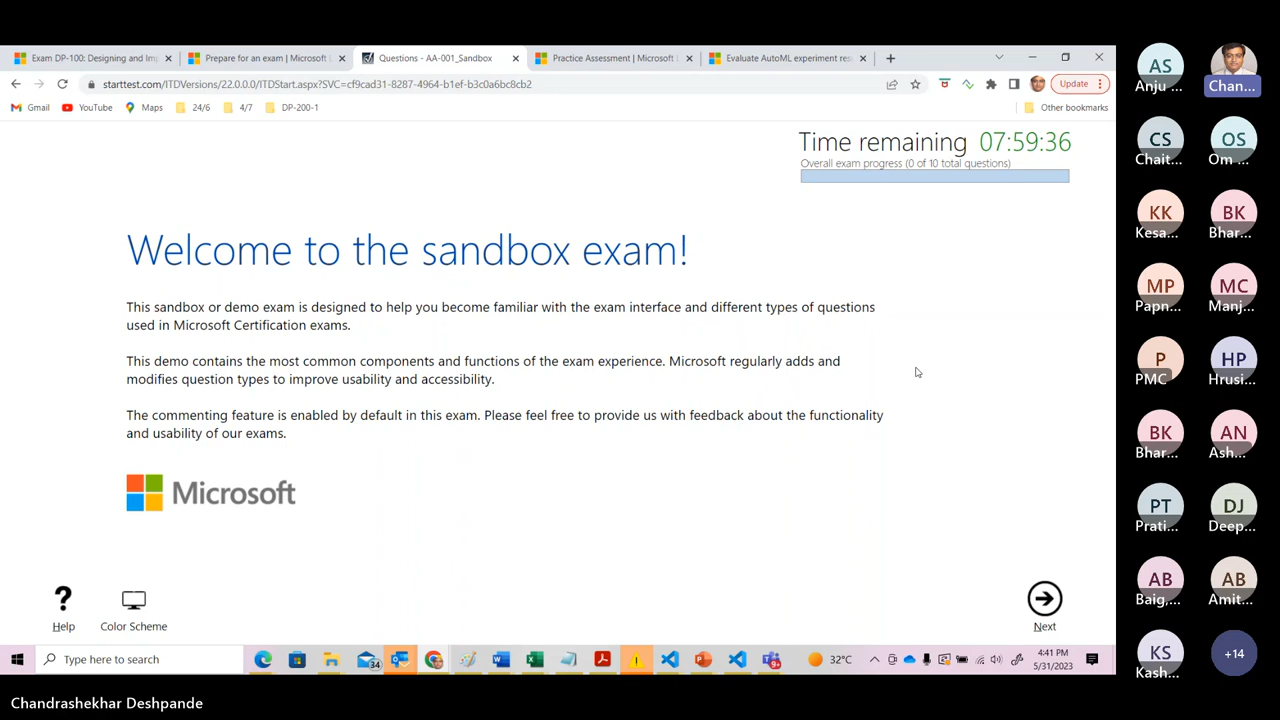 Exam DP-100: Designing and Imp
Prepare for an exam | Microsoft
Questions - AA-001_Sandbox
Practice Assessment | Microsoft
Evaluate AutoML experiment res
starttest.com/ITDVersions/22.0.0.0/ITDStart.aspx?SVC=cf9cad31-8287-4964-b1ef-b3c0a6bc8cb2
Update
Gmail
YouTube
Maps
24/6
4/7
DP-200-1
Other bookmarks
Time remaining 07:59:36
Overall exam progress (0 of 10 total questions)
Welcome to the sandbox exam!
This sandbox or demo exam is designed to help you become familiar with the exam interface and different types of questions
used in Microsoft Certification exams.
This demo contains the most common components and functions of the exam experience. Microsoft regularly adds and
modifies question types to improve usability and accessibility.
The commenting feature is enabled by default in this exam. Please feel free to provide us with feedback about the functionality
and usability of our exams.
Microsoft
?
Help
Color Scheme
Next
Type here to search
34
9+
32°C
4:41 PM
5/31/2023
AS
Anju ...
Chan...
CS
Chait...
OS
Om ...
KK
Kesa...
BK
Bhar...
MP
Papn...
MC
Manj...
P
PMC
HP
Hrusi...
BK
Bhar...
AN
Ash...
PT
Prati...
DJ
Deep...
AB
Baig,...
AB
Amit...
KS
Kash...
+14
Chandrashekhar Deshpande